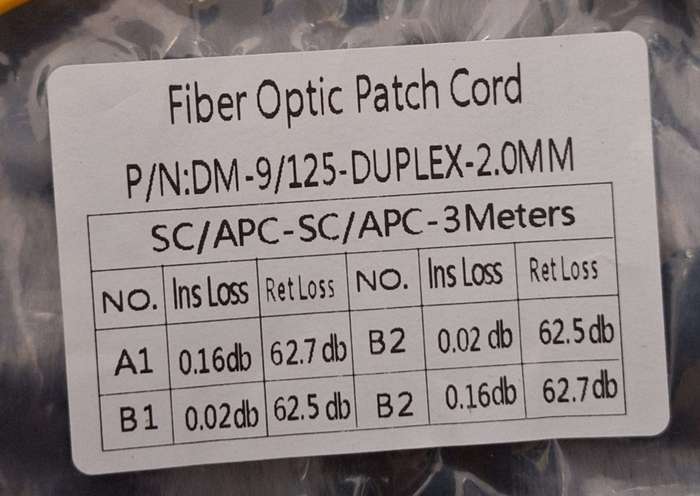 Fiber Optic Patch Cord
P/N:DM-9/125-DUPLEX-2.0MM
SC/APC-SC/APC-3Meters
NO. Ins Loss Ret Loss NO. Ins Loss Ret Loss
A1 0.16db 62.7 db B2 0.02 db 62.5 db
B1 0.02db 62.5 db B2 0.16db 62.7db